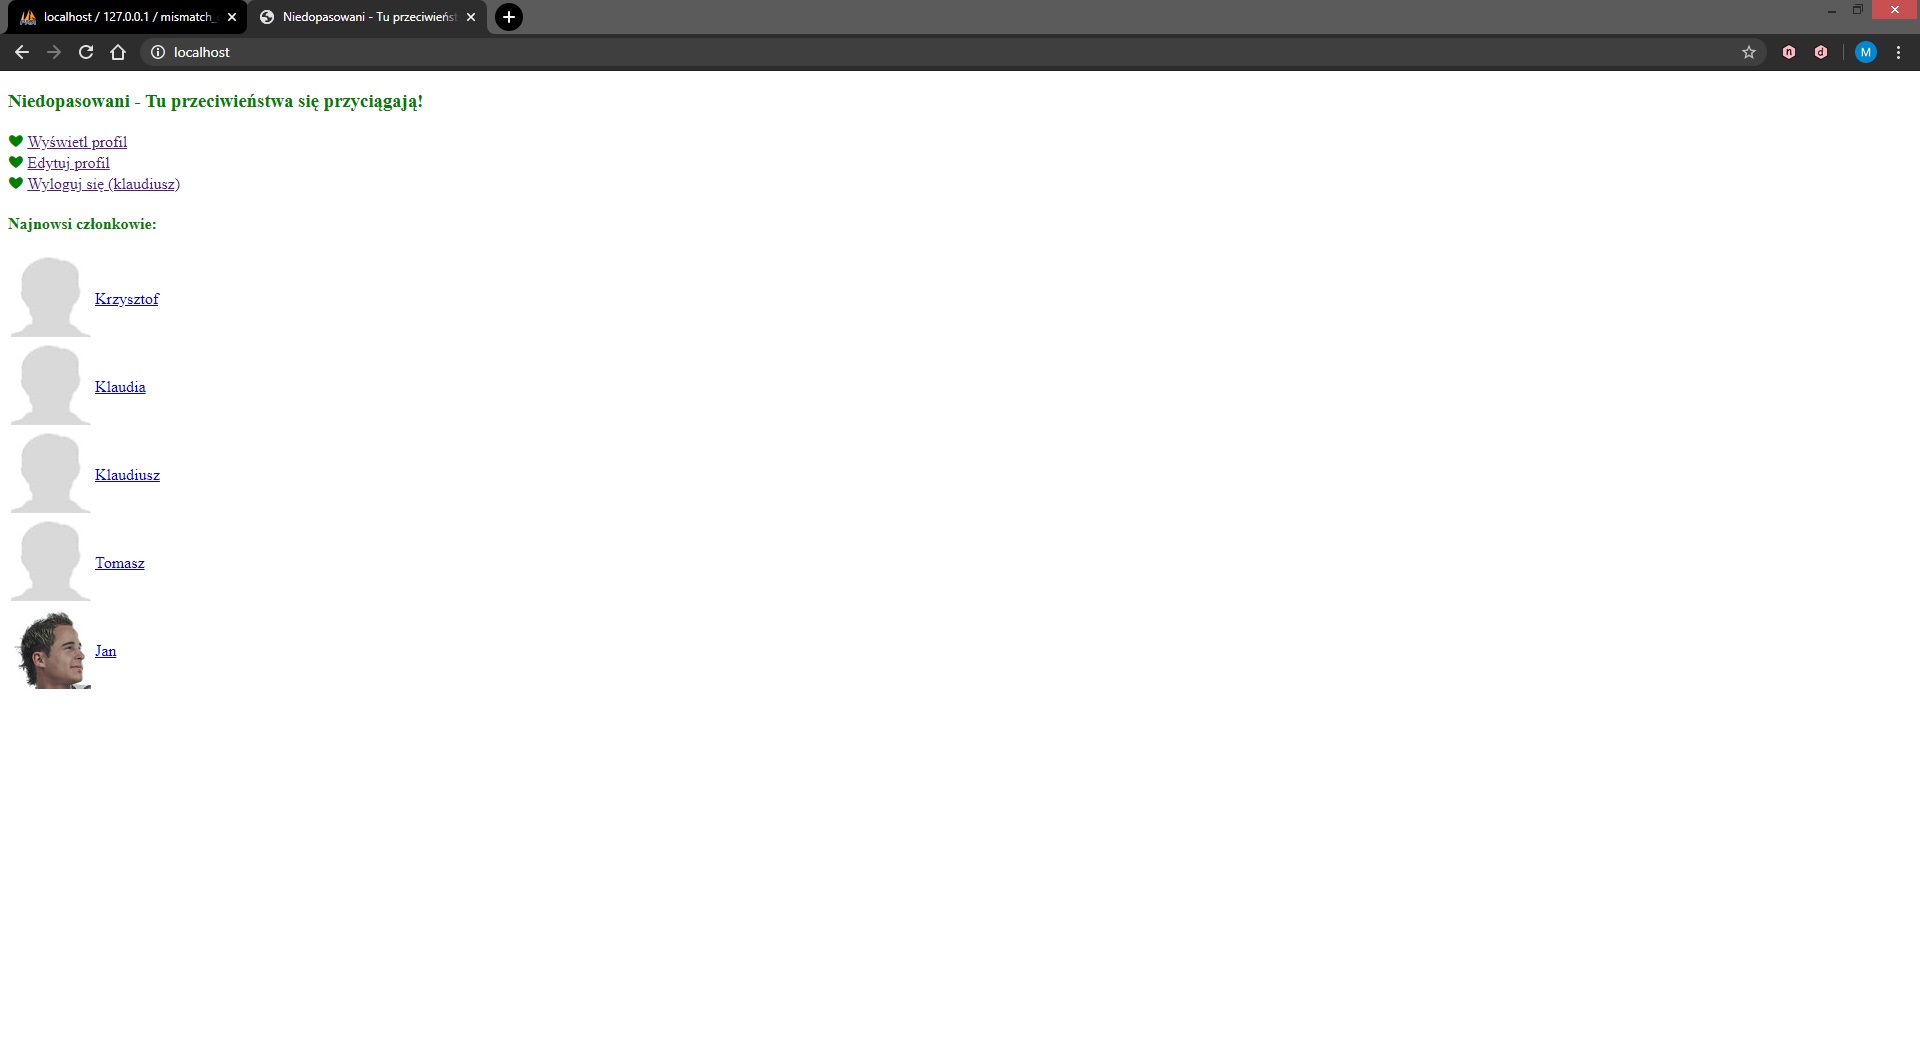 localhost / 127.0.0.1 / mismatch_
Niedopasowani - Tu przeciwieńst
localhost
n
d
M
Niedopasowani - Tu przeciwieństwa się przyciągają!
Wyświetl profil
Edytuj profil
Wyloguj się (klaudiusz)
Najnowsi członkowie:
Krzysztof
Klaudia
Klaudiusz
Tomasz
Jan